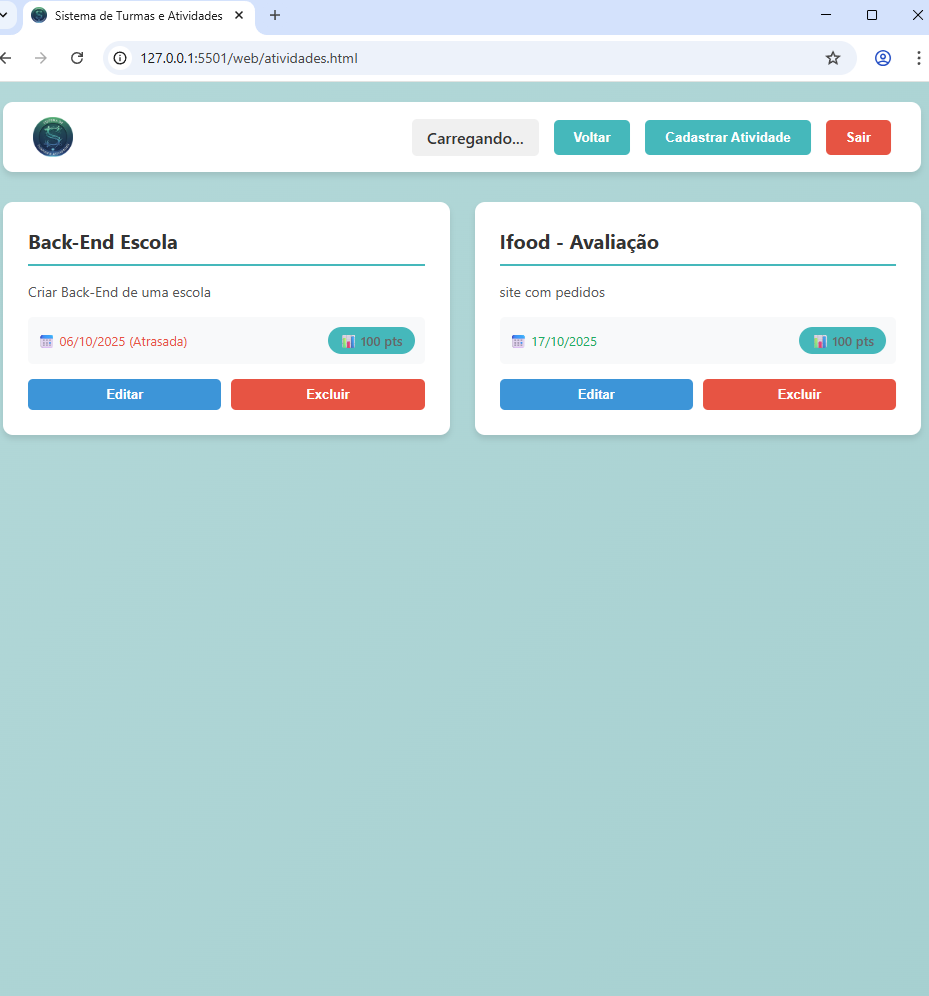 Sistema de Turmas e Atividades
127.0.0.1:5501/web/atividades.html
Carregando...
Voltar
Cadastrar Atividade
Sair
Back-End Escola
Criar Back-End de uma escola
06/10/2025 (Atrasada)
100 pts
Editar
Excluir
Ifood - Avaliação
site com pedidos
17/10/2025
100 pts
Editar
Excluir